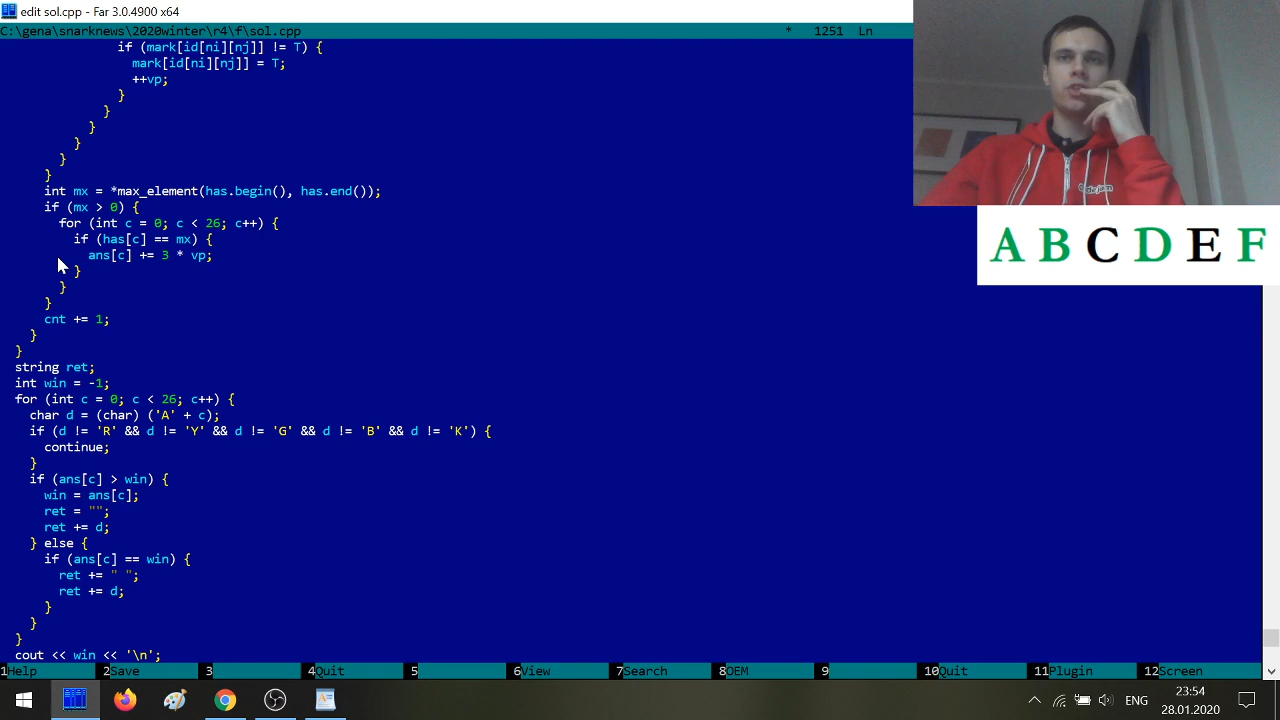 edit sol.cpp - Far 3.0.4900 x64
C:\gena\snarknews\2020winter\r4\f\sol.cpp * 1251 Ln
if (mark[id[ni][nj]] != T) {
mark[id[ni][nj]] = T;
++vp;
}
}
}
}
}
}
int mx = *max_element(has.begin(), has.end());
if (mx > 0) {
for (int c = 0; c < 26; c++) {
if (has[c] == mx) {
ans[c] += 3 * vp;
}
}
}
cnt += 1;
}
}
string ret;
int win = -1;
for (int c = 0; c < 26; c++) {
char d = (char) ('A' + c);
if (d != 'R' && d != 'Y' && d != 'G' && d != 'B' && d != 'K') {
continue;
}
if (ans[c] > win) {
win = ans[c];
ret = "";
ret += d;
} else {
if (ans[c] == win) {
ret += " ";
ret += d;
}
}
}
cout << win << '\n';
A B C D E F
1Help 2Save 3 4Quit 5 6View 7Search 8OEM 9 10Quit 11Plugin 12Screen
ENG
23:54
28.01.2020